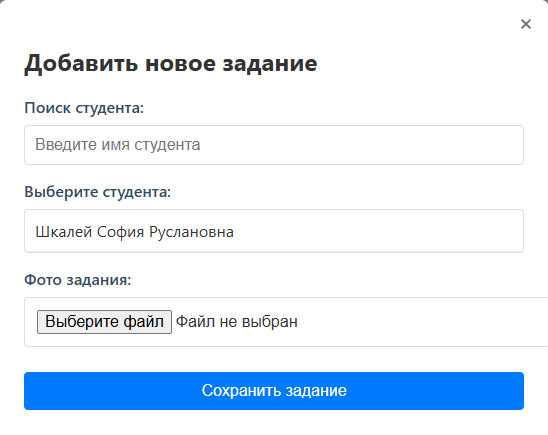 ×
Добавить новое задание
Поиск студента:
Введите имя студента
Выберите студента:
Шкалей София Руслановна
Фото задания:
Выберите файл Файл не выбран
Сохранить задание